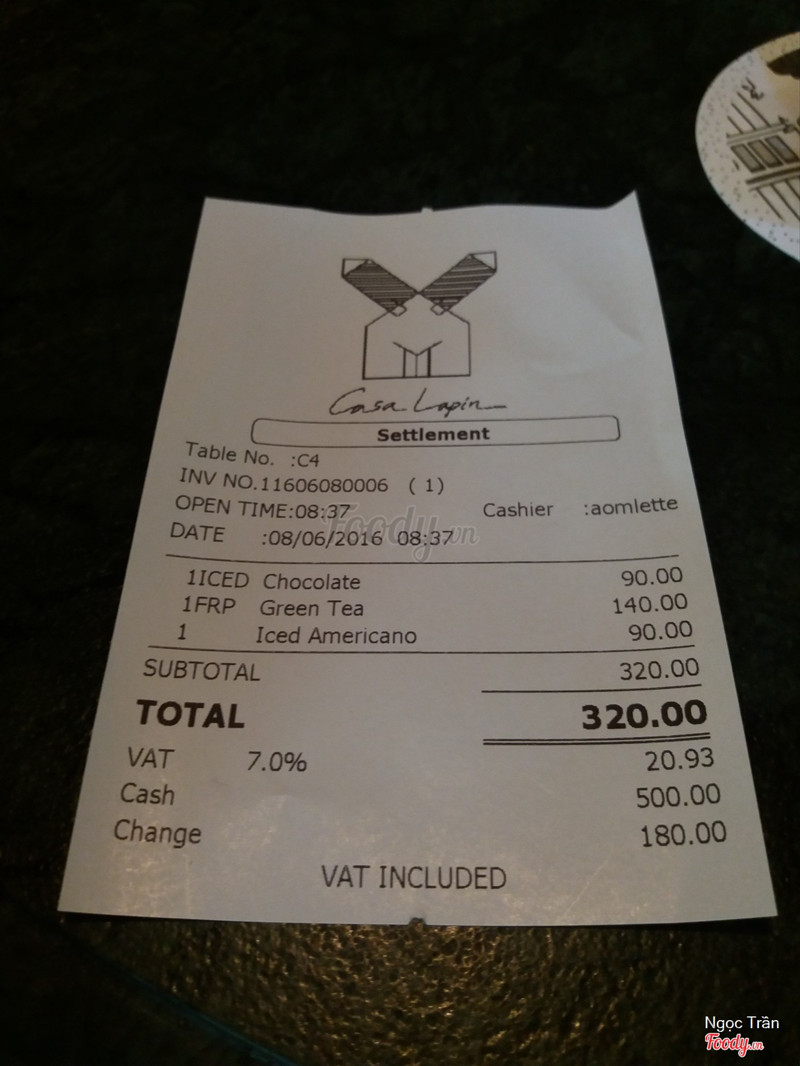 Casa Lapin
Settlement
Table No. :C4
INV NO.11606080006 ( 1)
OPEN TIME:08:37 Cashier :aomlette
DATE :08/06/2016 08:37
1ICED Chocolate 90.00
1FRP Green Tea 140.00
1 Iced Americano 90.00
SUBTOTAL 320.00
TOTAL 320.00
VAT 7.0% 20.93
Cash 500.00
Change 180.00
VAT INCLUDED
Foody.vn
Ngọc Trần
Foody.vn